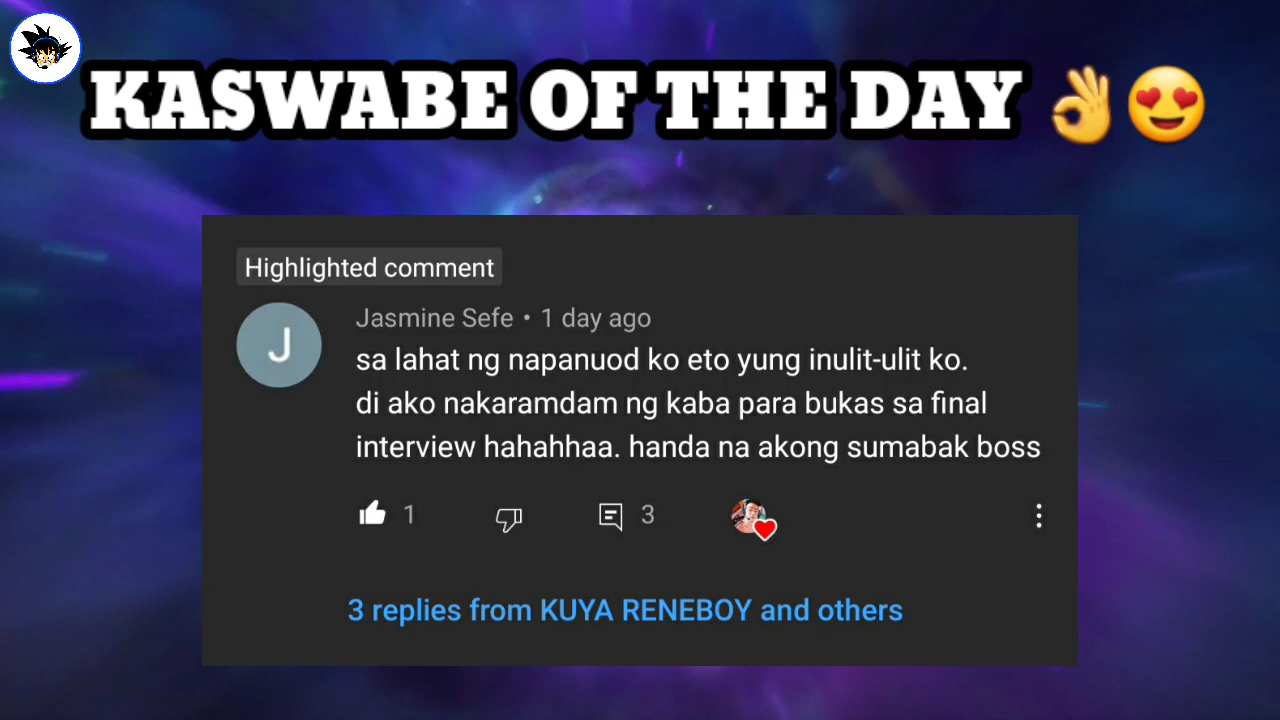 KASWABE OF THE DAY 👌😍
Highlighted comment
J
Jasmine Sefe • 1 day ago
sa lahat ng napanuod ko eto yung inulit-ulit ko.
di ako nakaramdam ng kaba para bukas sa final
interview hahahhaa. handa na akong sumabak boss
1 3
3 replies from KUYA RENEBOY and others